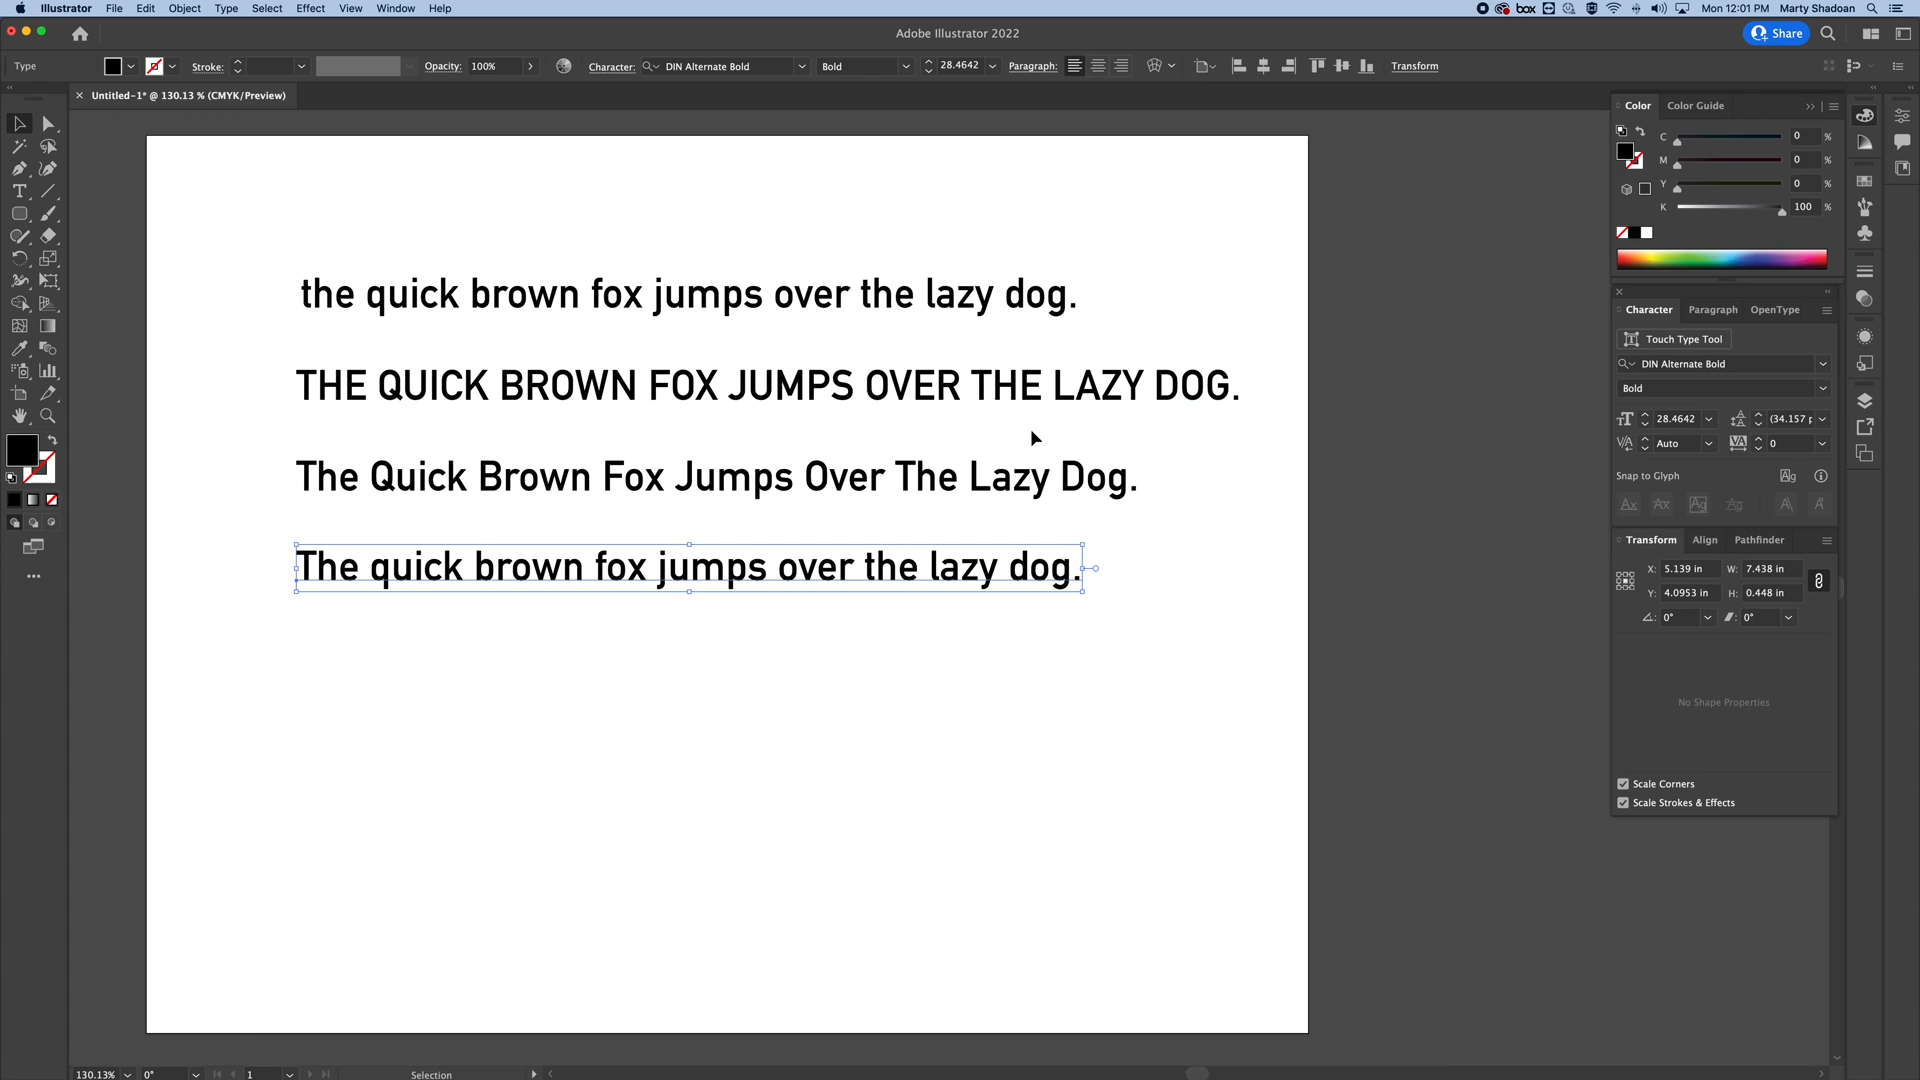 Illustrator File Edit Object Type Select Effect View Window Help
box Mon 12:01 PM Marty Shadoan
Adobe Illustrator 2022
Share
Type Stroke: Opacity: 100% Character: DIN Alternate Bold Bold 28.4642 Paragraph: Transform
Untitled-1* @ 130.13 % (CMYK/Preview)
Color Color Guide
C 0 %
M 0 %
Y 0 %
K 100 %
the quick brown fox jumps over the lazy dog.
THE QUICK BROWN FOX JUMPS OVER THE LAZY DOG.
The Quick Brown Fox Jumps Over The Lazy Dog.
The quick brown fox jumps over the lazy dog.
Character Paragraph OpenType
Touch Type Tool
DIN Alternate Bold
Bold
28.4642 (34.157 p
Auto 0
Snap to Glyph
Transform Align Pathfinder
X: 5.139 in W: 7.438 in
Y: 4.0953 in H: 0.448 in
0° 0°
No Shape Properties
Scale Corners
Scale Strokes & Effects
130.13% 0° 1 Selection